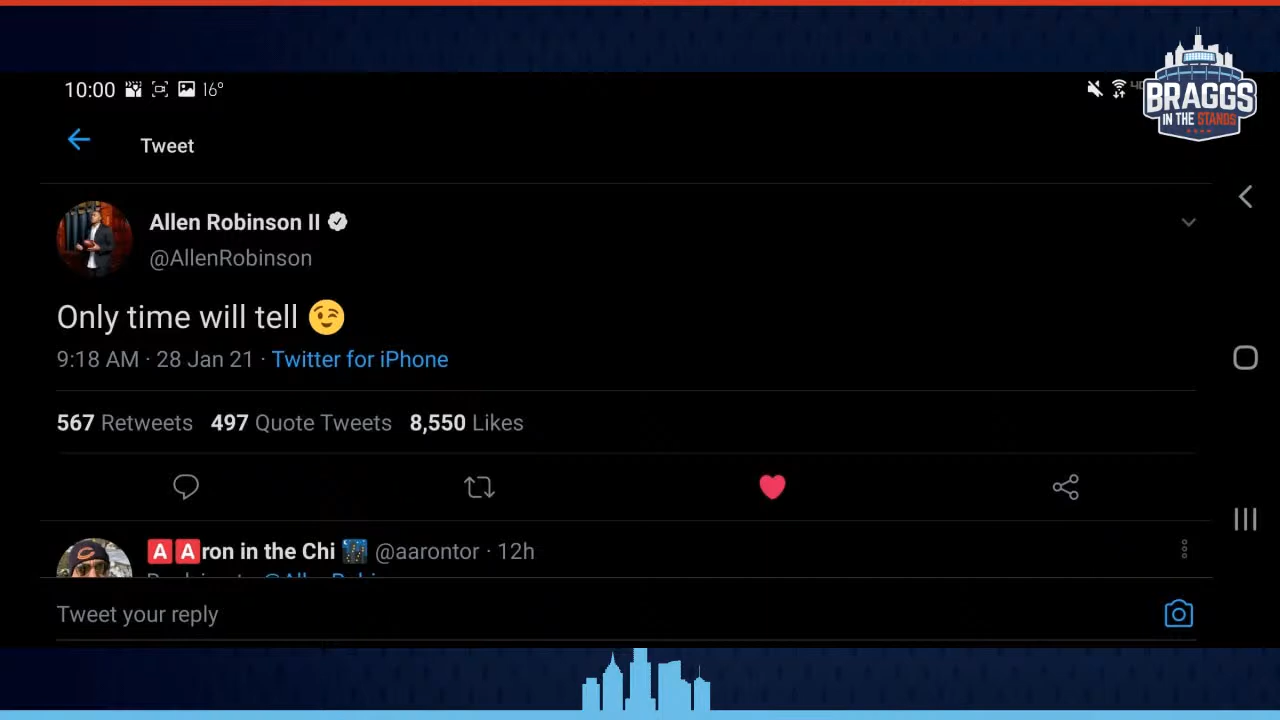 10:00 16°
BRAGGS
IN THE STANDS
Tweet
Allen Robinson II
@AllenRobinson
Only time will tell 😉
9:18 AM · 28 Jan 21 · Twitter for iPhone
567 Retweets 497 Quote Tweets 8,550 Likes
🅰🅰ron in the Chi 🌃 @aarontor · 12h
Tweet your reply